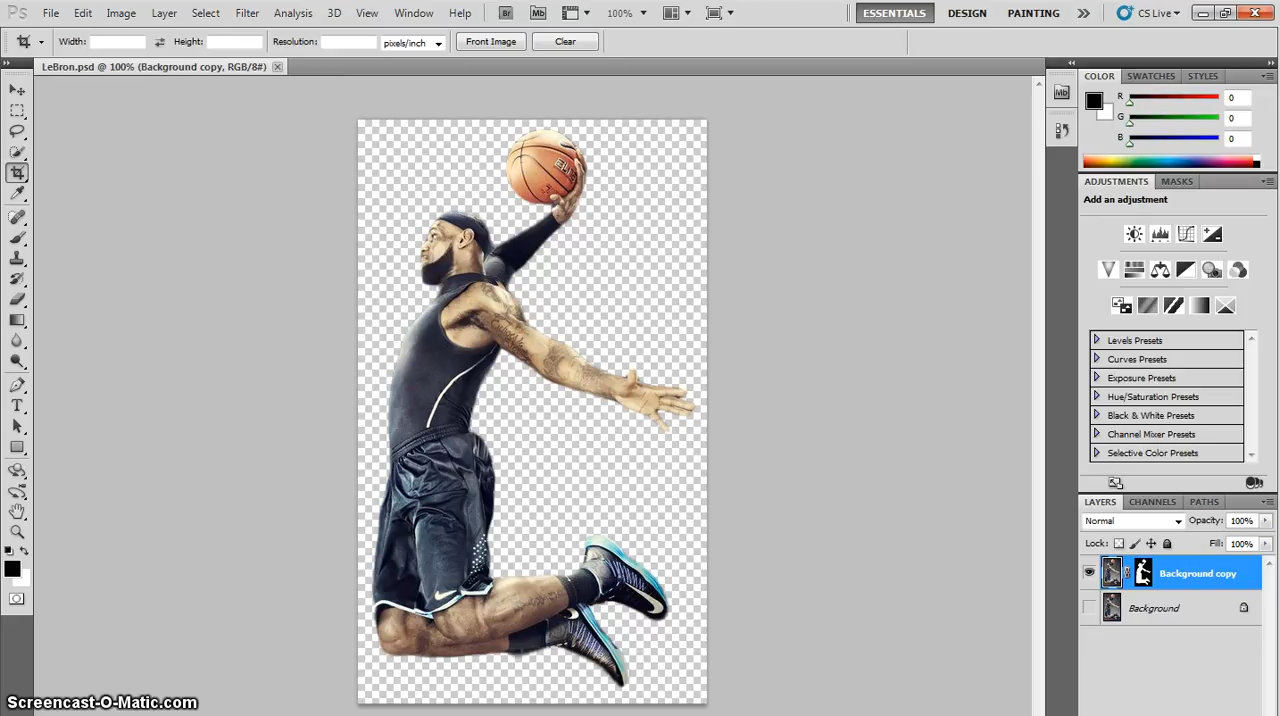 Ps File Edit Image Layer Select Filter Analysis 3D View Window Help Br Mb 100% ESSENTIALS DESIGN PAINTING CS Live
Width: Height: Resolution: pixels/inch Front Image Clear
LeBron.psd @ 100% (Background copy, RGB/8#)
COLOR SWATCHES STYLES
Mb
R 0
G 0
B 0
ADJUSTMENTS MASKS
Add an adjustment
Levels Presets
Curves Presets
Exposure Presets
Hue/Saturation Presets
Black & White Presets
Channel Mixer Presets
Selective Color Presets
LAYERS CHANNELS PATHS
Normal Opacity: 100%
Lock: Fill: 100%
Background copy
Background
Screencast-O-Matic.com